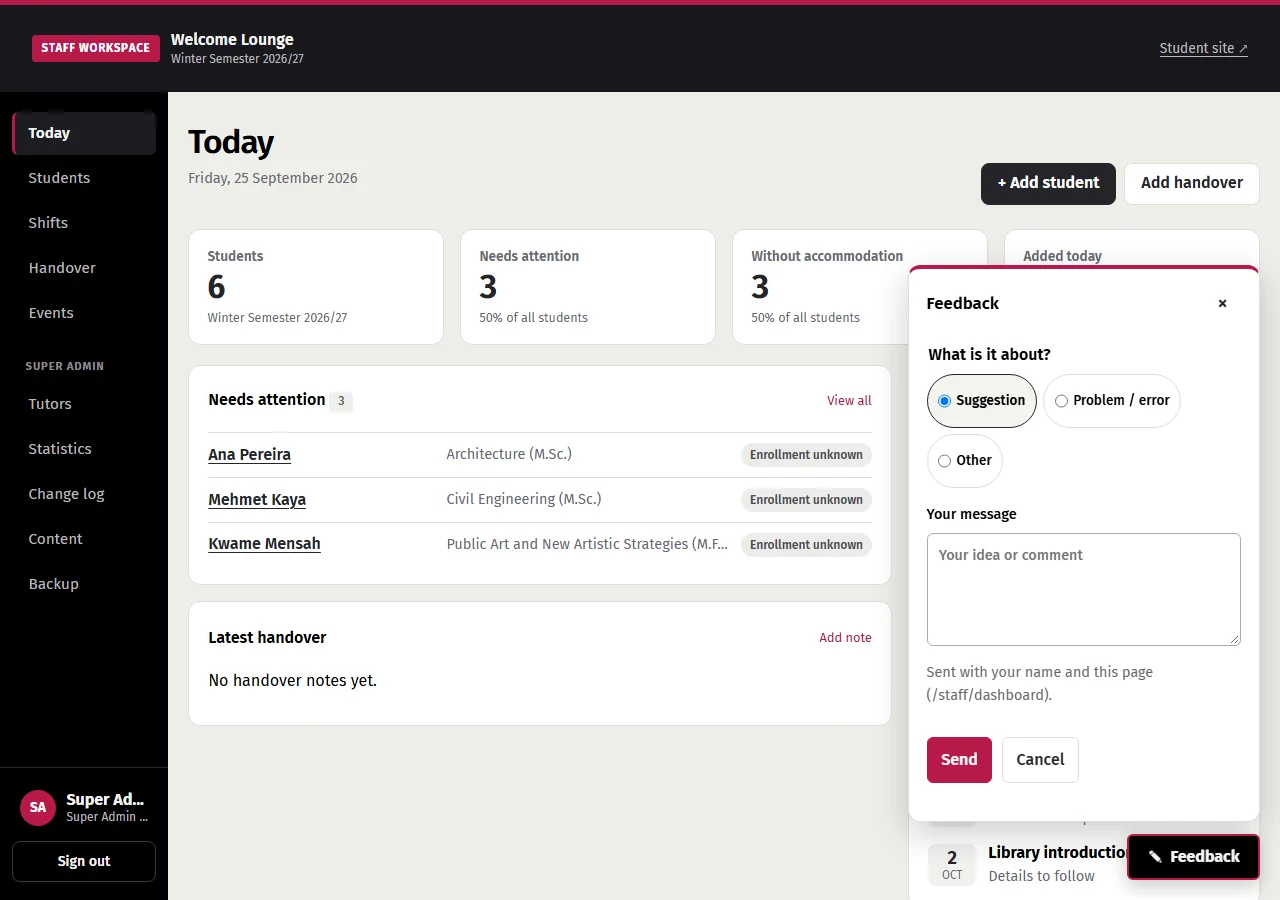 STAFF WORKSPACE
Welcome Lounge
Winter Semester 2026/27
Student site ↗
Today
Students
Shifts
Handover
Events
SUPER ADMIN
Tutors
Statistics
Change log
Content
Backup
SA
Super Ad...
Super Admin ...
Sign out
Today
Friday, 25 September 2026
+ Add student
Add handover
Students
6
Winter Semester 2026/27
Needs attention
3
50% of all students
Without accommodation
3
50% of all students
Added today
Needs attention 3
View all
Ana Pereira
Architecture (M.Sc.)
Enrollment unknown
Mehmet Kaya
Civil Engineering (M.Sc.)
Enrollment unknown
Kwame Mensah
Public Art and New Artistic Strategies (M.F...
Enrollment unknown
Latest handover
Add note
No handover notes yet.
Feedback
×
What is it about?
Suggestion
Problem / error
Other
Your message
Your idea or comment
Sent with your name and this page
(/staff/dashboard).
Send
Cancel
2
OCT
Library introductio
Details to follow
Feedback